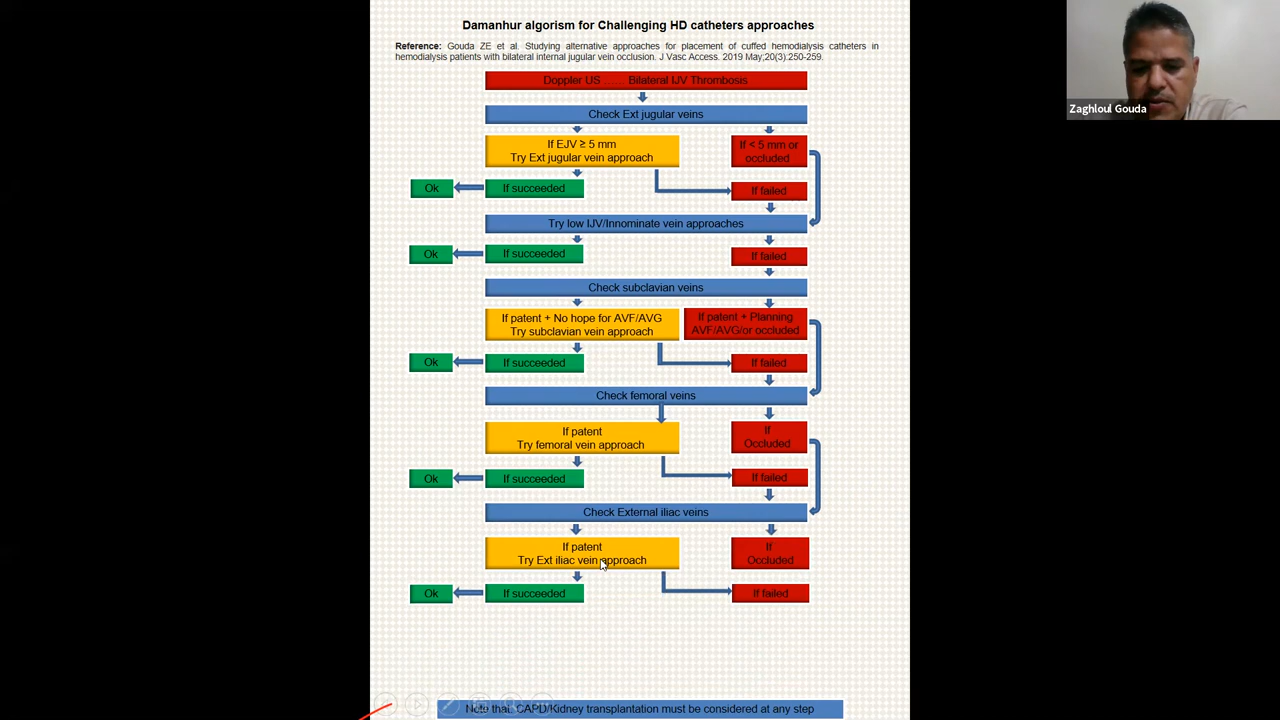 Damanhur algorism for Challenging HD catheters approaches
Reference: Gouda ZE et al. Studying alternative approaches for placement of cuffed hemodialysis catheters in
hemodialysis patients with bilateral internal jugular vein occlusion. J Vasc Access. 2019 May;20(3):250-259.
Zaghloul Gouda
Doppler US ...... Bilateral IJV Thrombosis
Check Ext jugular veins
If EJV ≥ 5 mm
Try Ext jugular vein approach
If < 5 mm or
occluded
Ok
If succeeded
If failed
Try low IJV/Innominate vein approaches
Ok
If succeeded
If failed
Check subclavian veins
If patent + No hope for AVF/AVG
Try subclavian vein approach
If patent + Planning
AVF/AVG/or occluded
Ok
If succeeded
If failed
Check femoral veins
If patent
Try femoral vein approach
If
Occluded
Ok
If succeeded
If failed
Check External iliac veins
If patent
Try Ext iliac vein approach
If
Occluded
Ok
If succeeded
If failed
Note that: CAPD/Kidney transplantation must be considered at any step